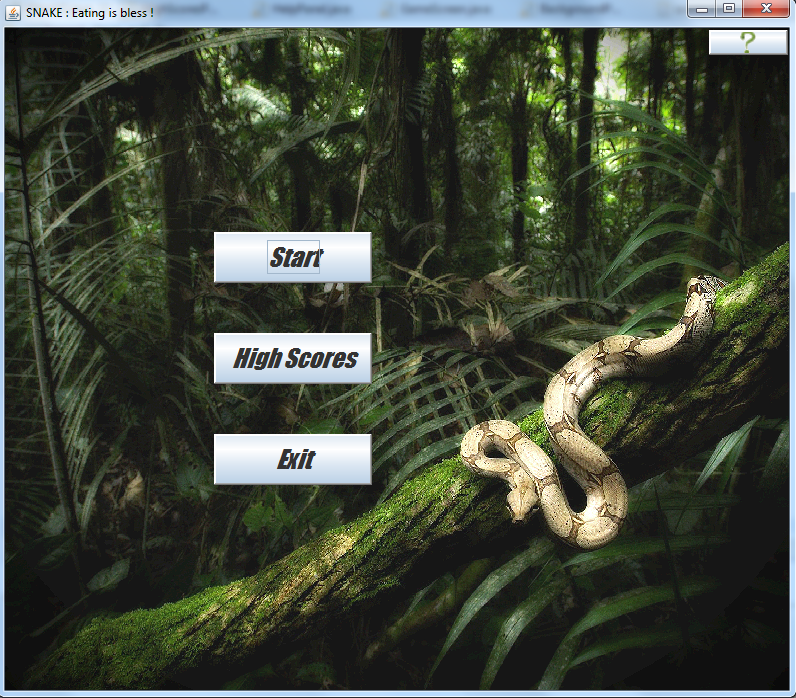 SNAKE : Eating is bless !
?
Start
High Scores
Exit